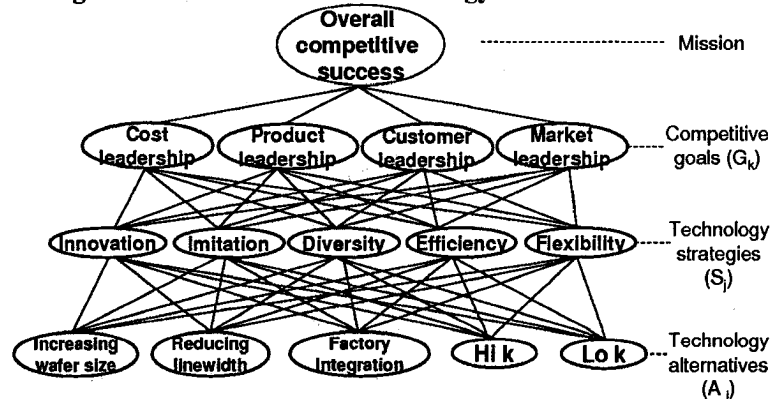 Overall
competitive
success
Mission
Cost
leadership
Product
leadership
Customer
leadership
Market
leadership
Competitive
goals (Gk)
Innovation
Imitation
Diversity
Efficiency
Flexibility
Technology
strategies
(Sj)
Increasing
wafer size
Reducing
linewidth
Factory
Integration
Hi k
Lo k
Technology
alternatives
(Ai)